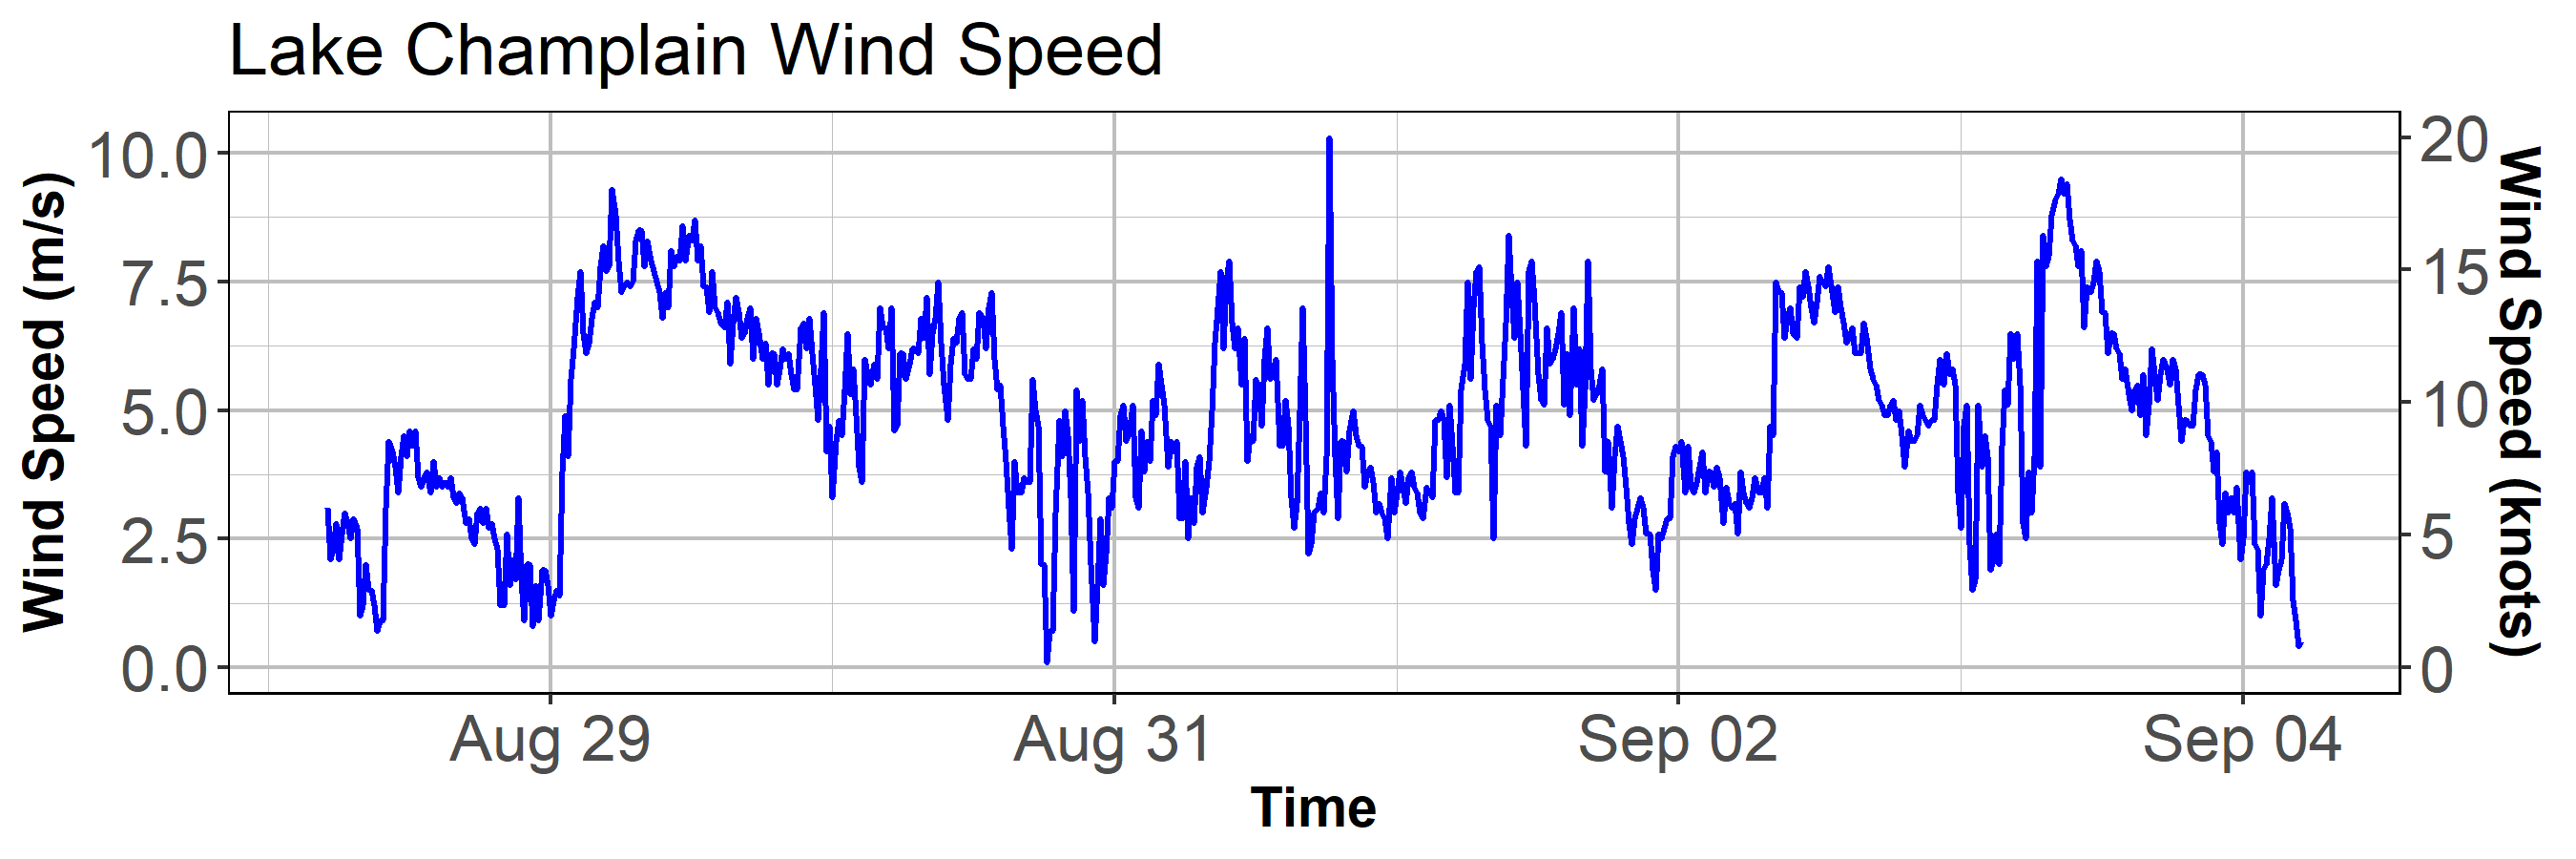 Lake Champlain Wind Speed
Wind Speed (m/s)
10.0
7.5
5.0
2.5
0.0
20
15
10
5
0
Wind Speed (knots)
Aug 29
Aug 31
Sep 02
Sep 04
Time